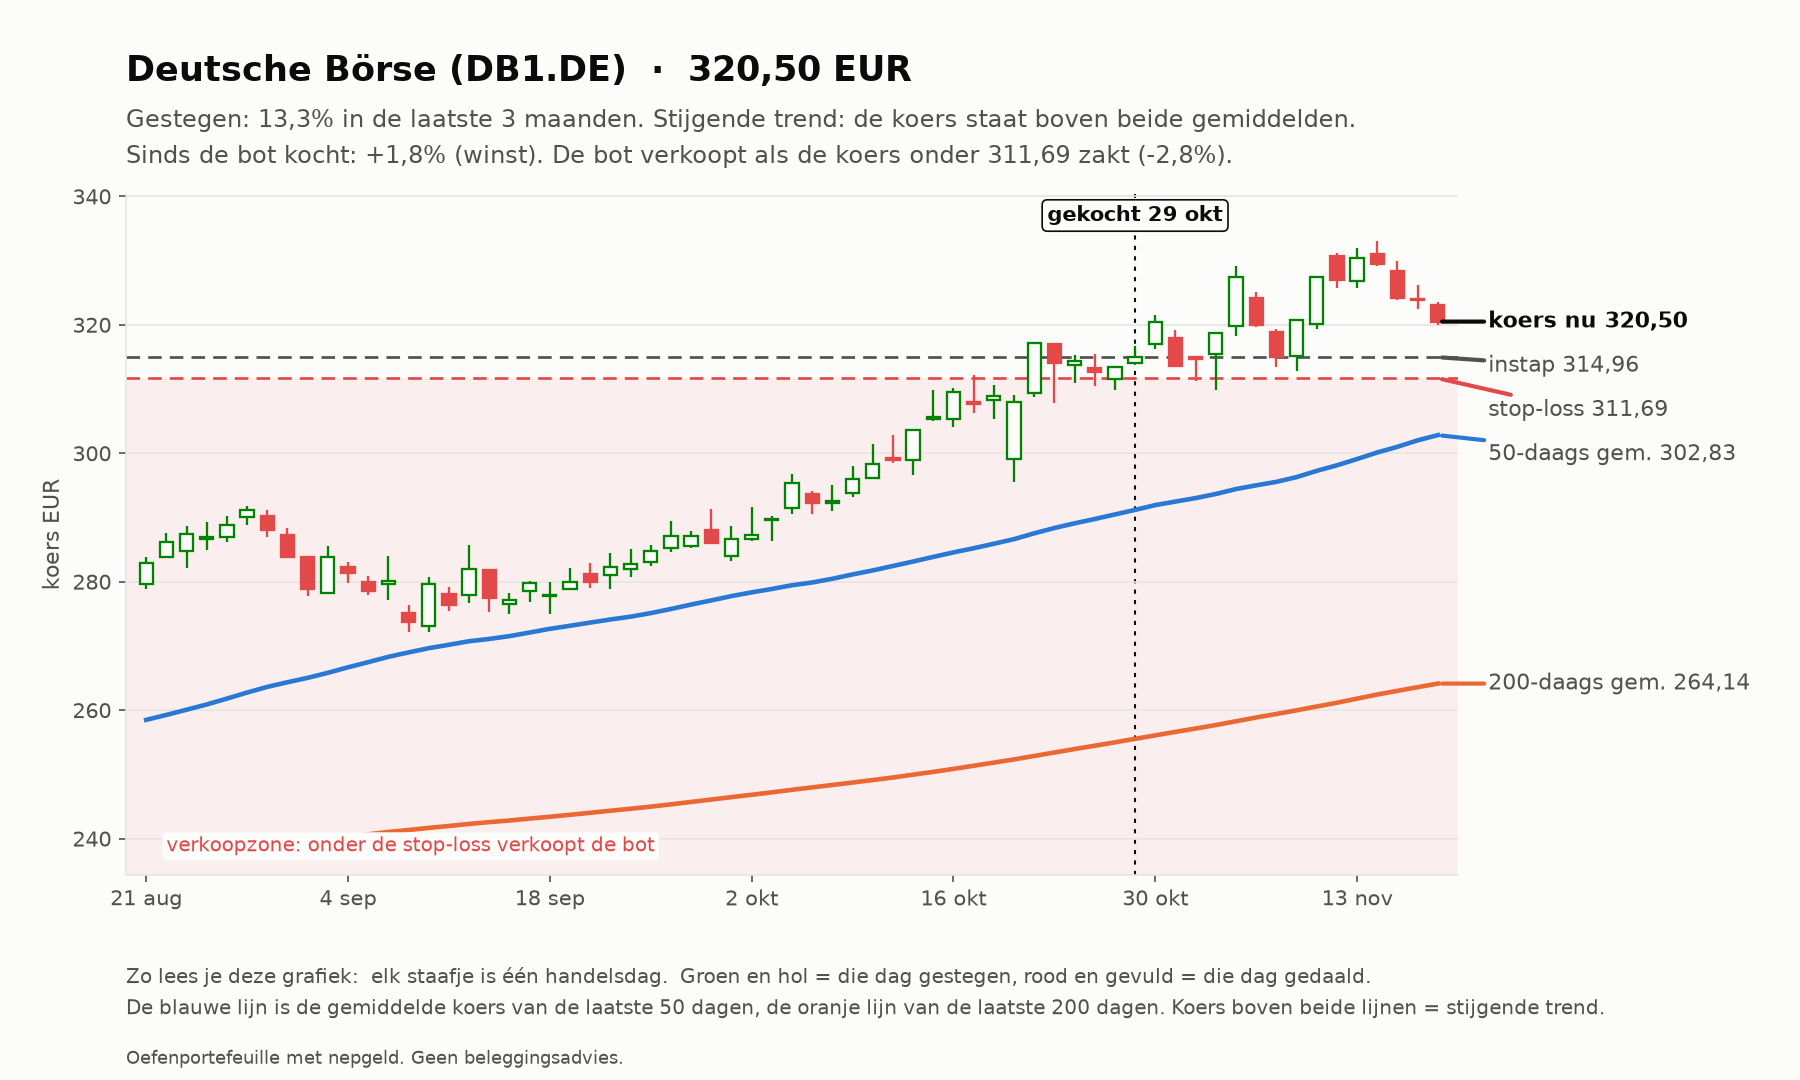 Deutsche Börse (DB1.DE) · 320,50 EUR
Gestegen: 13,3% in de laatste 3 maanden. Stijgende trend: de koers staat boven beide gemiddelden.
Sinds de bot kocht: +1,8% (winst). De bot verkoopt als de koers onder 311,69 zakt (-2,8%).
340
320
300
280
260
240
koers EUR
gekocht 29 okt
koers nu 320,50
instap 314,96
stop-loss 311,69
50-daags gem. 302,83
200-daags gem. 264,14
verkoopzone: onder de stop-loss verkoopt de bot
21 aug
4 sep
18 sep
2 okt
16 okt
30 okt
13 nov
Zo lees je deze grafiek: elk staafje is één handelsdag. Groen en hol = die dag gestegen, rood en gevuld = die dag gedaald.
De blauwe lijn is de gemiddelde koers van de laatste 50 dagen, de oranje lijn van de laatste 200 dagen. Koers boven beide lijnen = stijgende trend.
Oefenportefeuille met nepgeld. Geen beleggingsadvies.